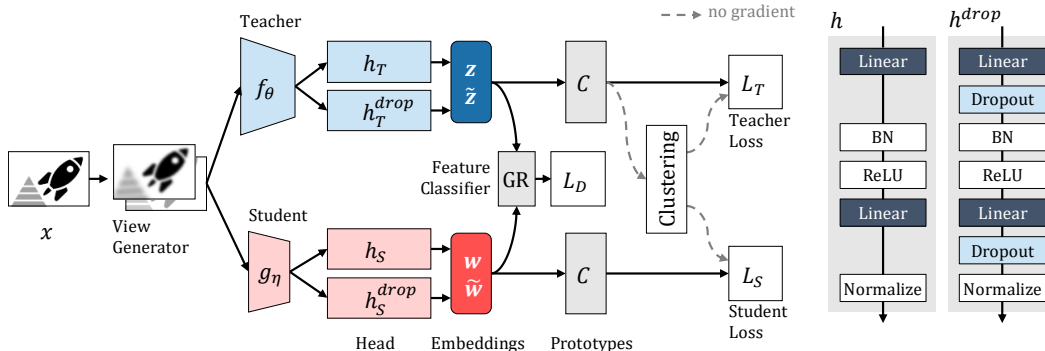 Teacher
no gradient
h
h^{drop}
f_θ
h_T
h_T^{drop}
z
z̃
C
L_T
Teacher
Loss
Linear
Linear
Dropout
BN
BN
ReLU
ReLU
Linear
Linear
Dropout
Normalize
Normalize
Feature
Classifier
GR
L_D
Clustering
x
View
Generator
Student
g_η
h_S
h_S^{drop}
w
w̃
C
L_S
Student
Loss
Head
Embeddings
Prototypes